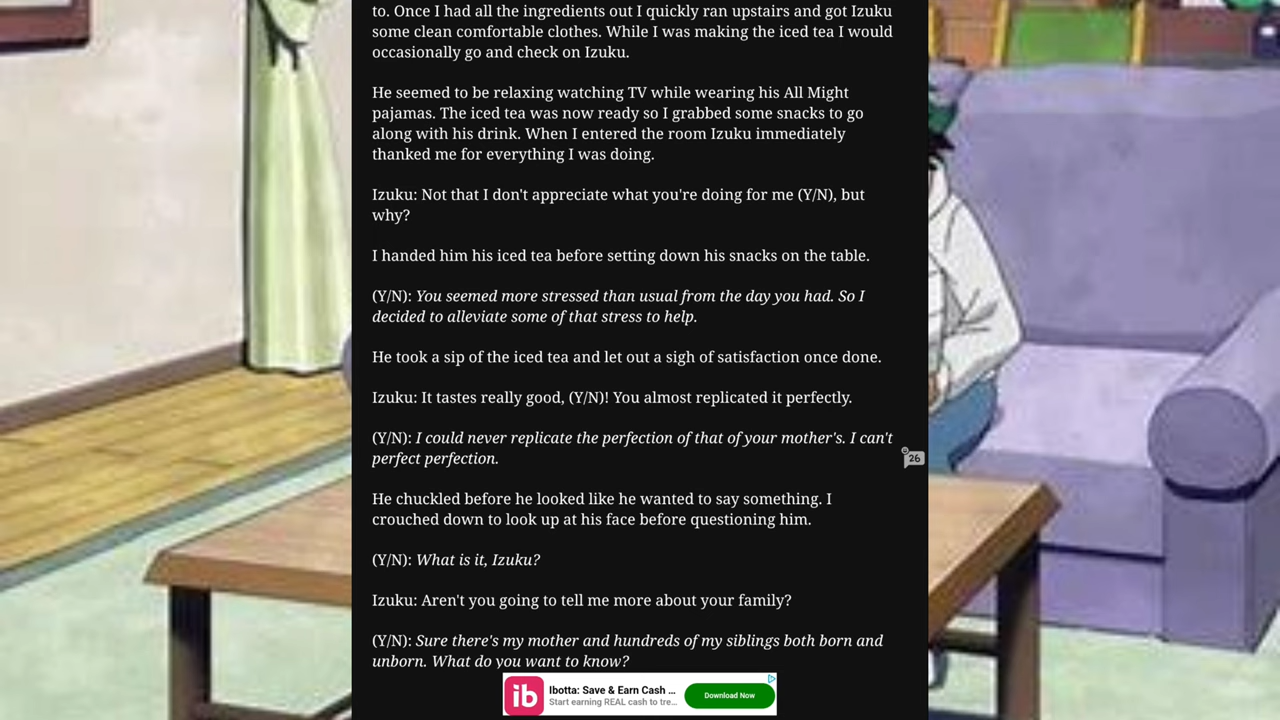 to. Once I had all the ingredients out I quickly ran upstairs and got Izuku
some clean comfortable clothes. While I was making the iced tea I would
occasionally go and check on Izuku.
He seemed to be relaxing watching TV while wearing his All Might
pajamas. The iced tea was now ready so I grabbed some snacks to go
along with his drink. When I entered the room Izuku immediately
thanked me for everything I was doing.
Izuku: Not that I don't appreciate what you're doing for me (Y/N), but
why?
I handed him his iced tea before setting down his snacks on the table.
(Y/N): You seemed more stressed than usual from the day you had. So I
decided to alleviate some of that stress to help.
He took a sip of the iced tea and let out a sigh of satisfaction once done.
Izuku: It tastes really good, (Y/N)! You almost replicated it perfectly.
(Y/N): I could never replicate the perfection of that of your mother's. I can't
perfect perfection.
26
He chuckled before he looked like he wanted to say something. I
crouched down to look up at his face before questioning him.
(Y/N): What is it, Izuku?
Izuku: Aren't you going to tell me more about your family?
(Y/N): Sure there's my mother and hundreds of my siblings both born and
unborn. What do you want to know?
ib
Ibotta: Save & Earn Cash ...
Start earning REAL cash to tre...
Download Now